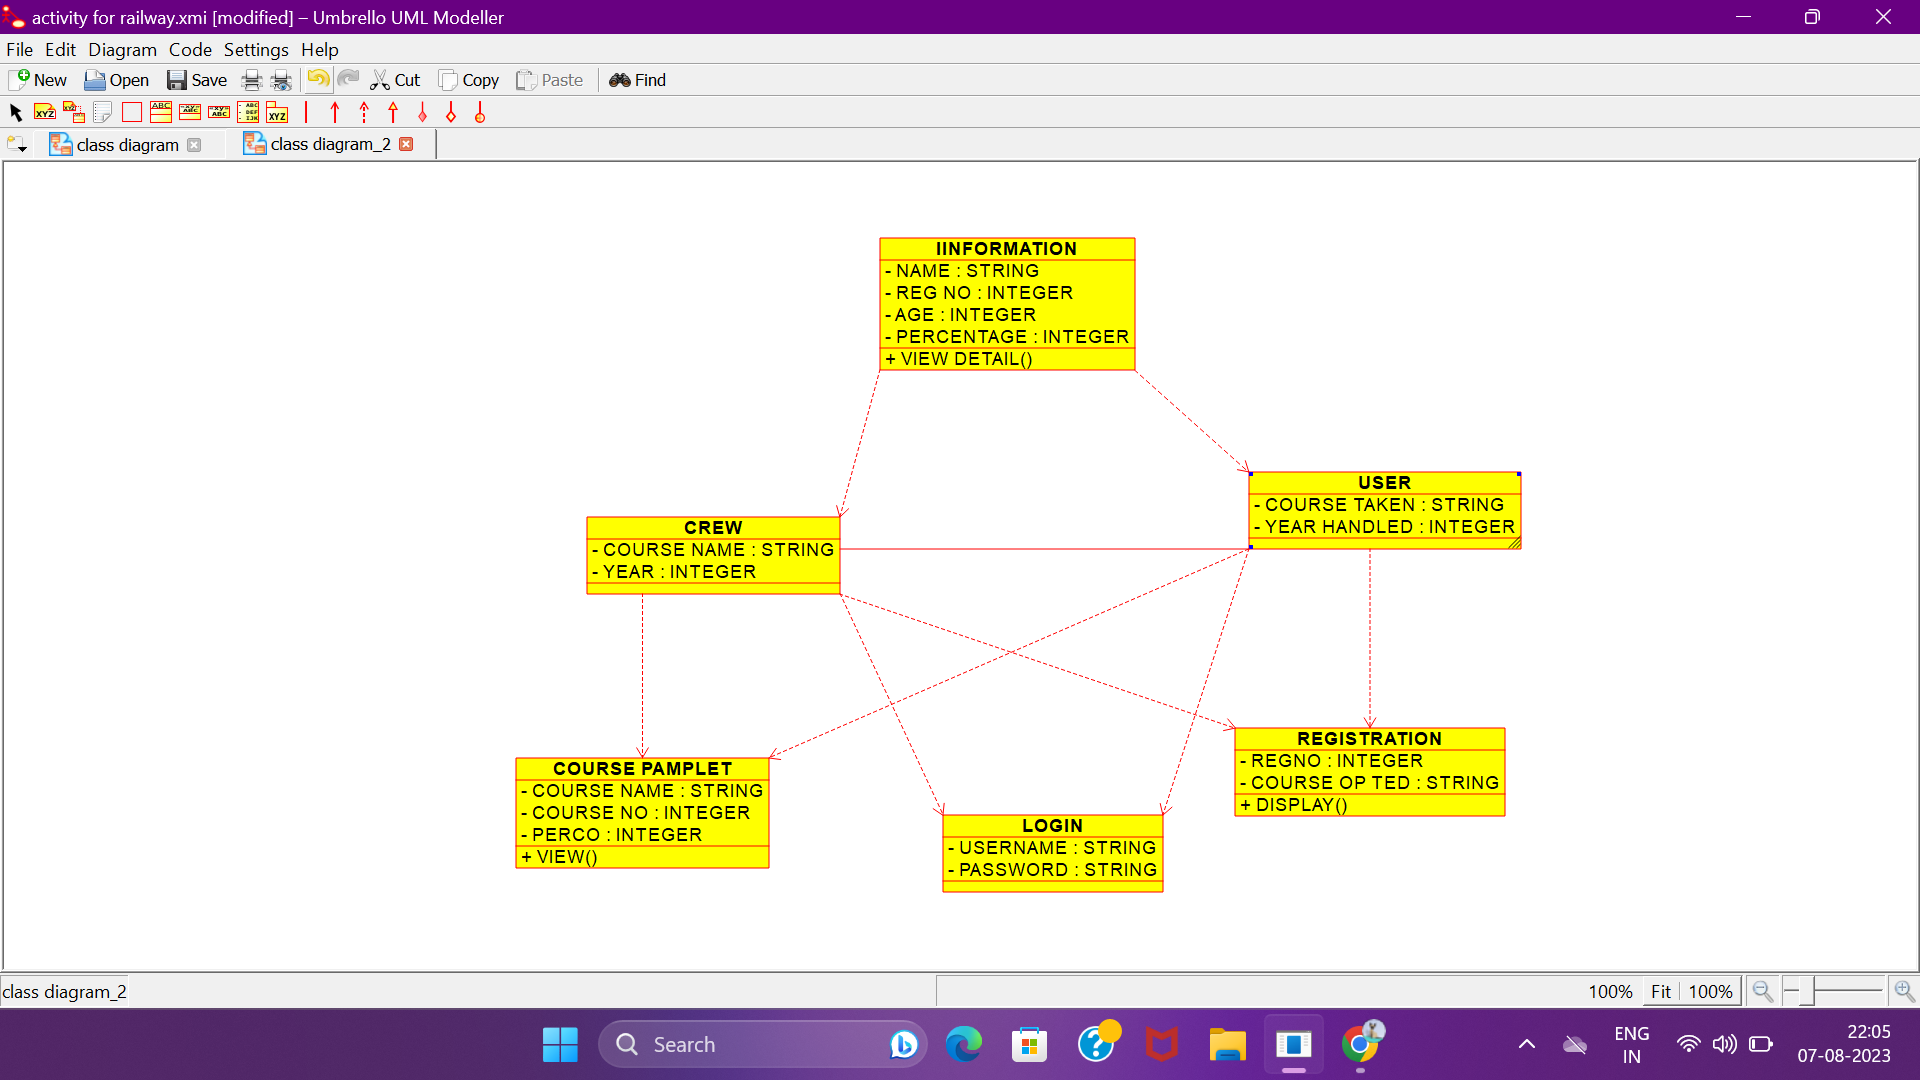 activity for railway.xmi [modified] – Umbrello UML Modeller
File Edit Diagram Code Settings Help
New Open Save Cut Copy Paste Find
class diagram class diagram_2
IINFORMATION
- NAME : STRING
- REG NO : INTEGER
- AGE : INTEGER
- PERCENTAGE : INTEGER
+ VIEW DETAIL()
USER
- COURSE TAKEN : STRING
- YEAR HANDLED : INTEGER
CREW
- COURSE NAME : STRING
- YEAR : INTEGER
COURSE PAMPLET
- COURSE NAME : STRING
- COURSE NO : INTEGER
- PERCO : INTEGER
+ VIEW()
LOGIN
- USERNAME : STRING
- PASSWORD : STRING
REGISTRATION
- REGNO : INTEGER
- COURSE OP TED : STRING
+ DISPLAY()
class diagram_2
100% Fit 100%
Search
ENG
IN
22:05
07-08-2023